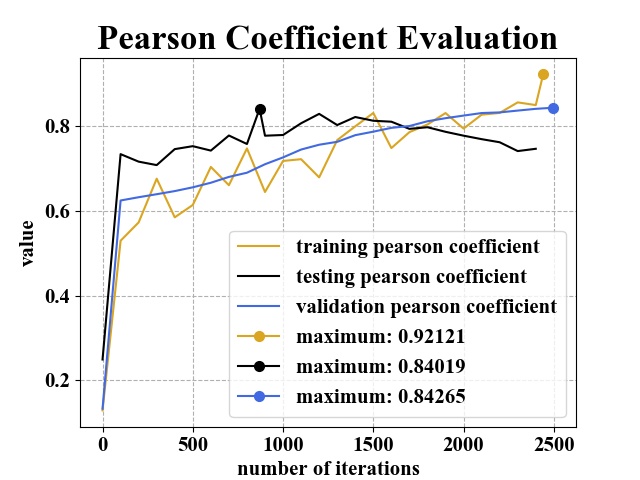 Pearson Coefficient Evaluation
value
0.8
0.6
0.4
0.2
training pearson coefficient
testing pearson coefficient
validation pearson coefficient
maximum: 0.92121
maximum: 0.84019
maximum: 0.84265
0 500 1000 1500 2000 2500
number of iterations